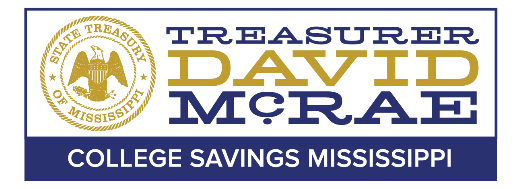 STATE TREASURY
OF MISSISSIPPI
TREASURER
DAVID
McRAE
COLLEGE SAVINGS MISSISSIPPI